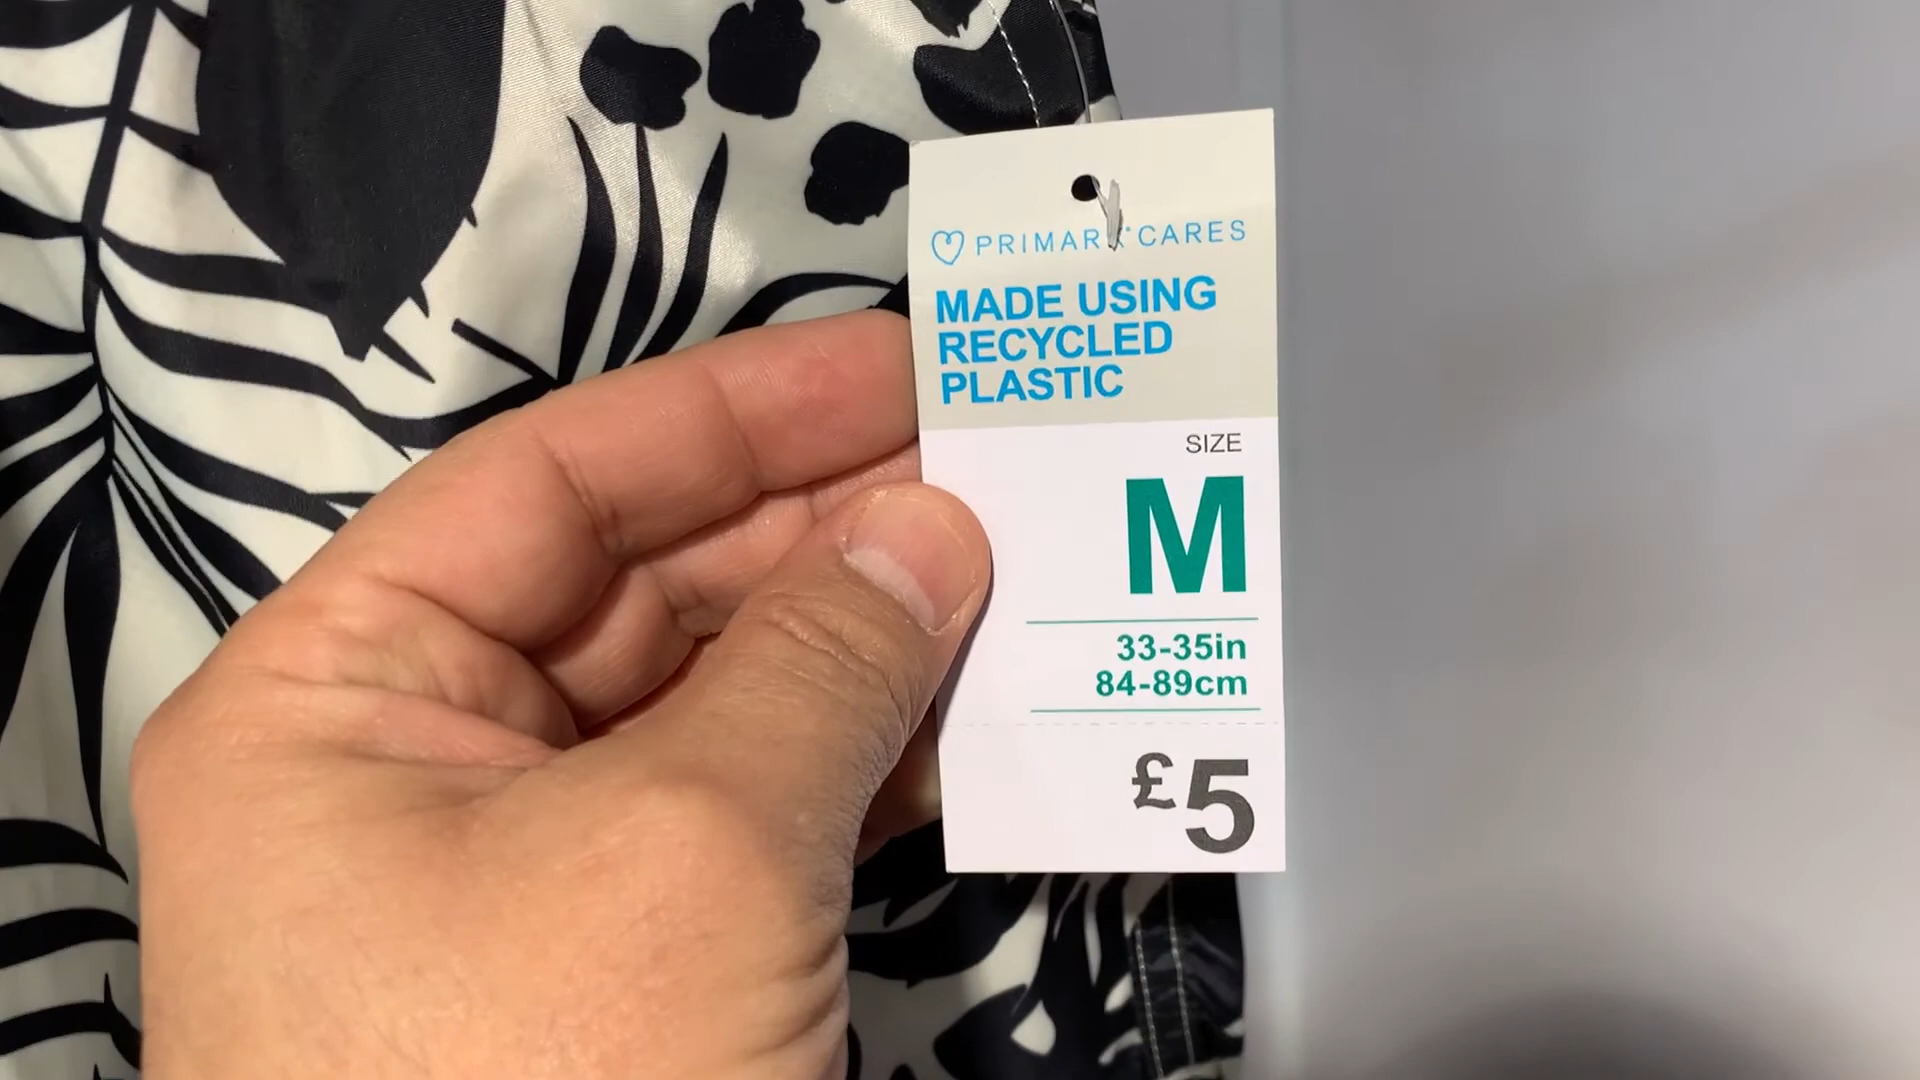 PRIMARK® CARES
MADE USING
RECYCLED
PLASTIC
SIZE
M
33-35in
84-89cm
£5